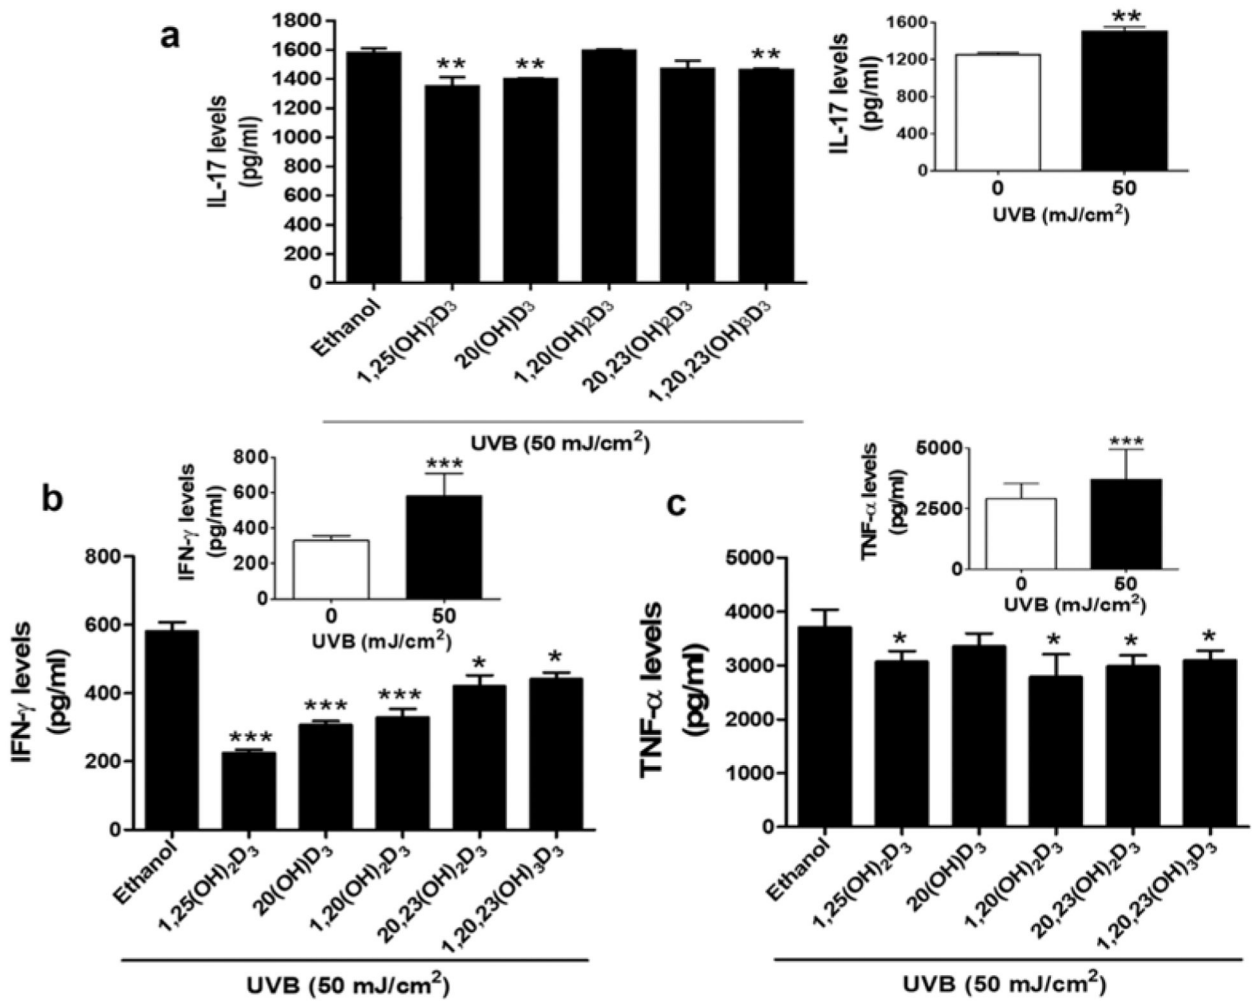 a
1800
1600
1400
1200
1000
800
600
400
200
0
IL-17 levels
(pg/ml)
**
**
**
Ethanol
1,25(OH)2D3
20(OH)D3
1,20(OH)2D3
20,23(OH)2D3
1,20,23(OH)3D3
UVB (50 mJ/cm²)
1600
1200
800
400
0
IL-17 levels
(pg/ml)
**
0
50
UVB (mJ/cm²)
b
800
600
400
200
0
IFN-γ levels
(pg/ml)
***
0
50
UVB (mJ/cm²)
800
600
400
200
0
IFN-γ levels
(pg/ml)
***
***
***
*
*
Ethanol
1,25(OH)2D3
20(OH)D3
1,20(OH)2D3
20,23(OH)2D3
1,20,23(OH)3D3
UVB (50 mJ/cm²)
c
5000
2500
0
TNF-α levels
(pg/ml)
***
0
50
UVB (mJ/cm²)
5000
4000
3000
2000
1000
0
TNF-α levels
(pg/ml)
*
*
*
*
Ethanol
1,25(OH)2D3
20(OH)D3
1,20(OH)2D3
20,23(OH)2D3
1,20,23(OH)3D3
UVB (50 mJ/cm²)